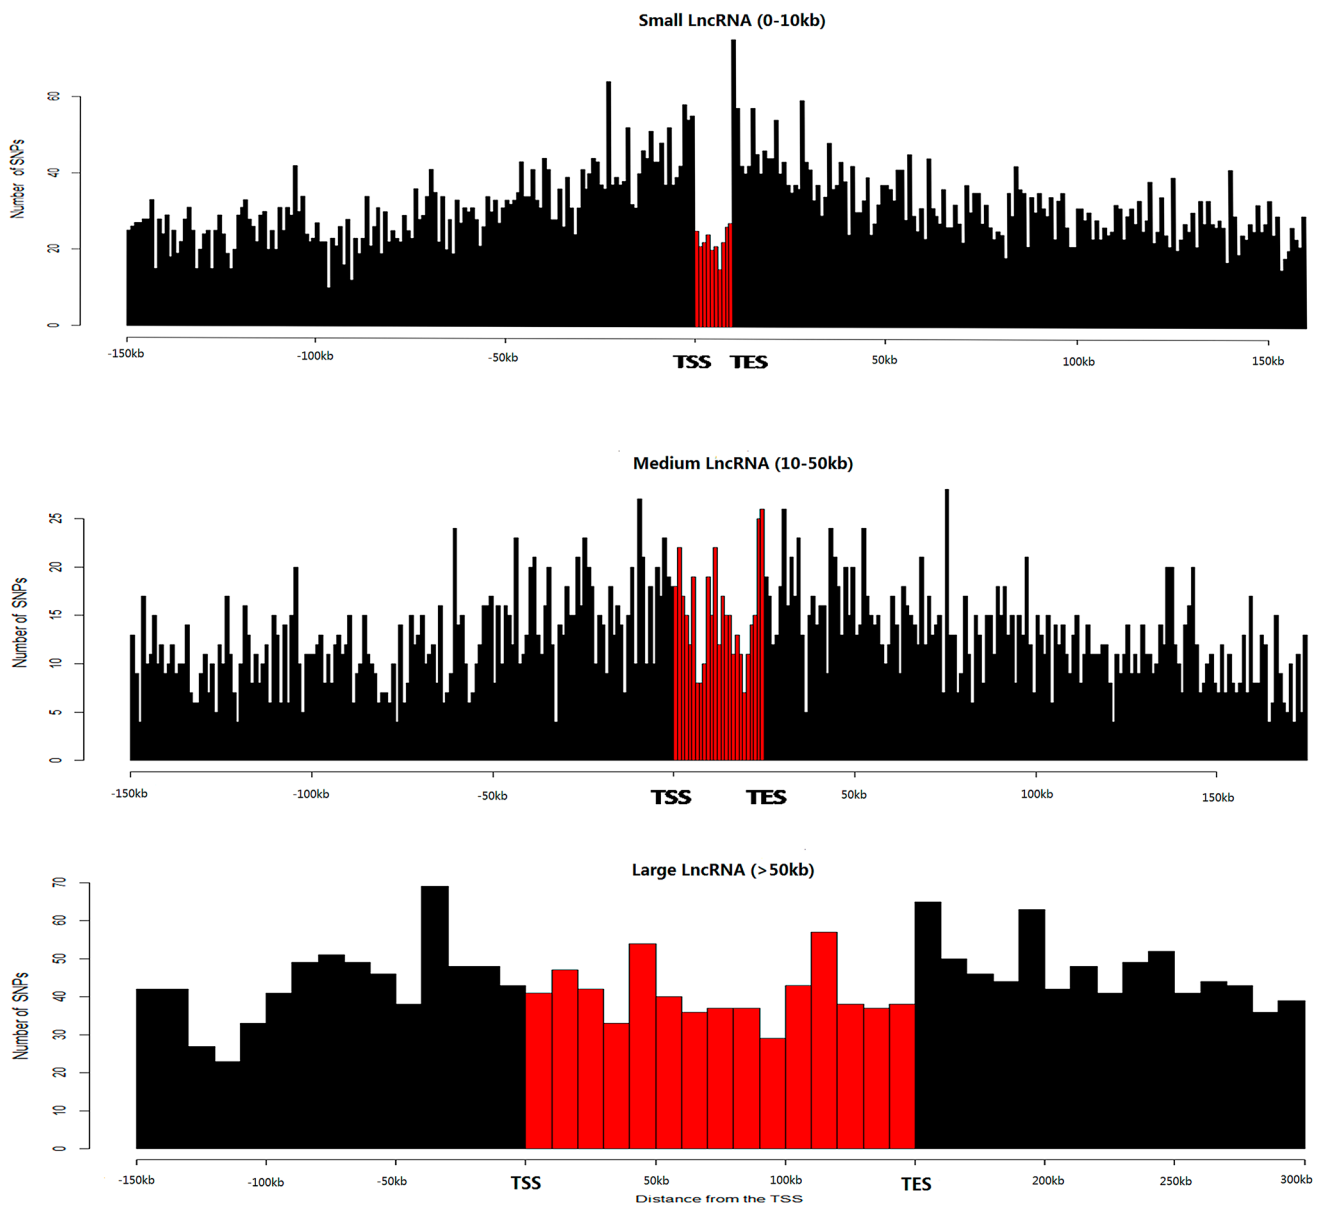 Small LncRNA (0-10kb)
Number of SNPs
60
40
20
0
-150kb -100kb -50kb TSS TES 50kb 100kb 150kb
Medium LncRNA (10-50kb)
Number of SNPs
25
20
15
10
5
0
-150kb -100kb -50kb TSS TES 50kb 100kb 150kb
Large LncRNA (>50kb)
Number of SNPs
70
60
50
40
30
20
10
0
-150kb -100kb -50kb TSS 50kb 100kb TES 200kb 250kb 300kb
Distance from the TSS